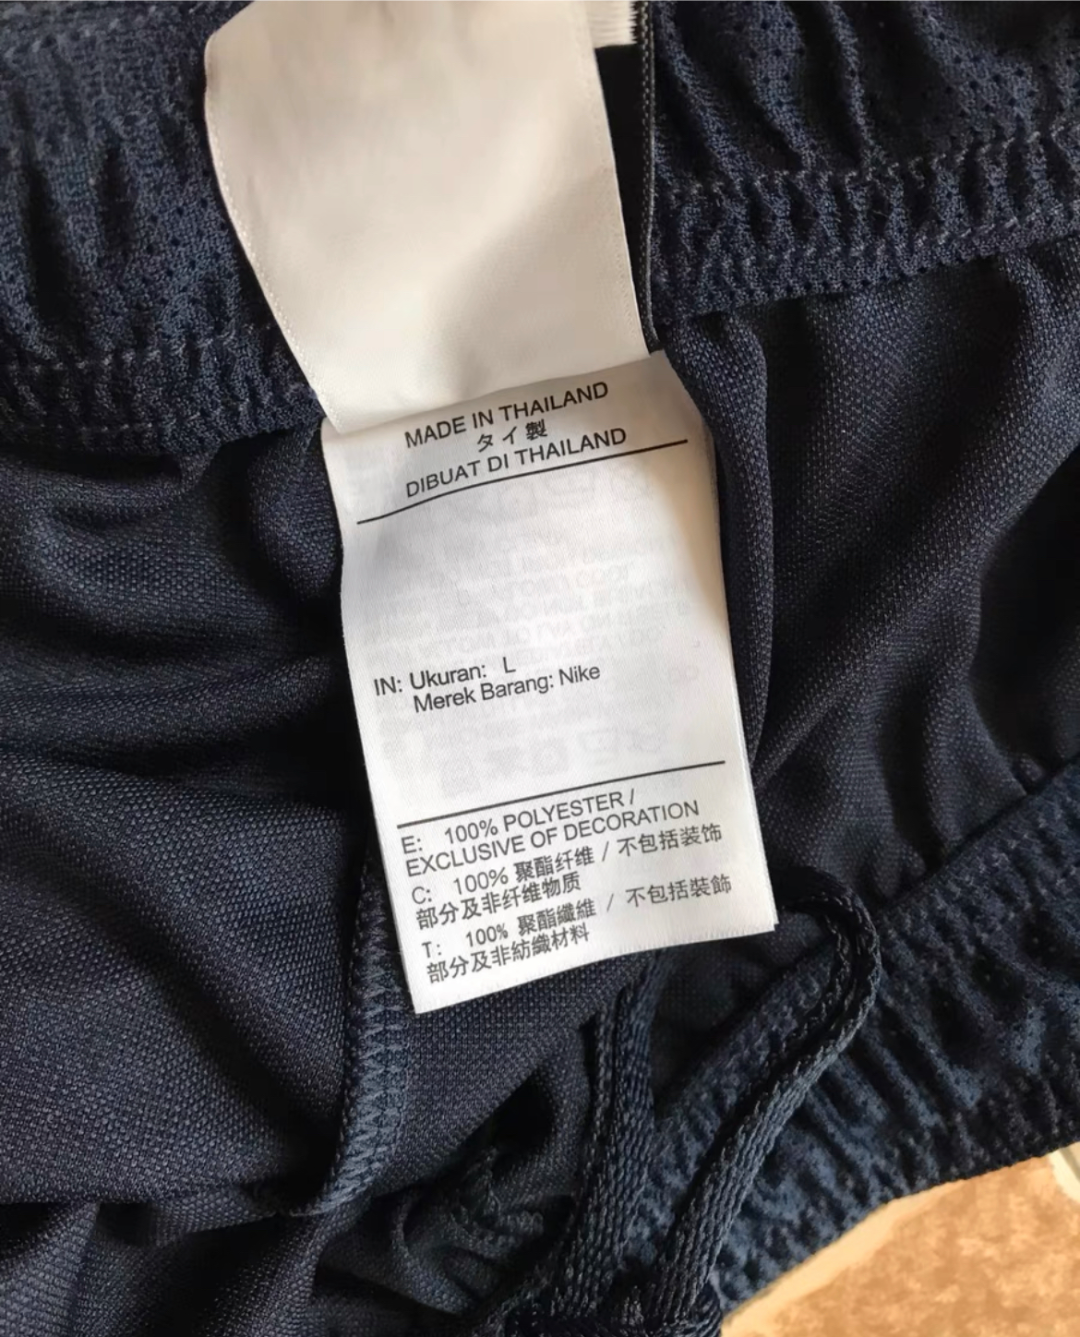 MADE IN THAILAND
タイ製
DIBUAT DI THAILAND
IN: Ukuran: L
Merek Barang: Nike
E: 100% POLYESTER /
EXCLUSIVE OF DECORATION
C: 100% 聚酯纤维 / 不包括装饰
部分及非纤维物质
T: 100% 聚酯纖維 / 不包括裝飾
部分及非紡織材料